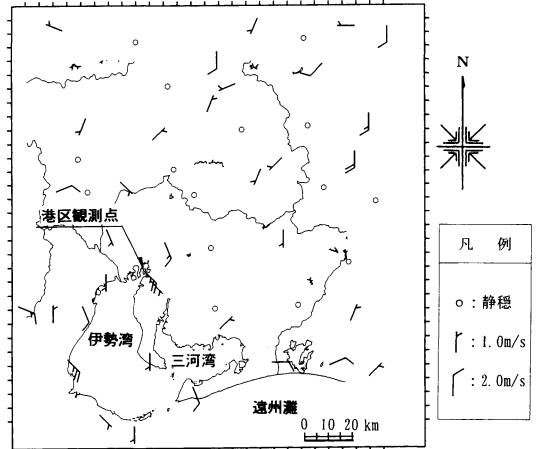 N
港区観測点
伊勢湾
三河湾
遠州灘
0 10 20 km
凡 例
○：静穏
：1.0m/s
：2.0m/s